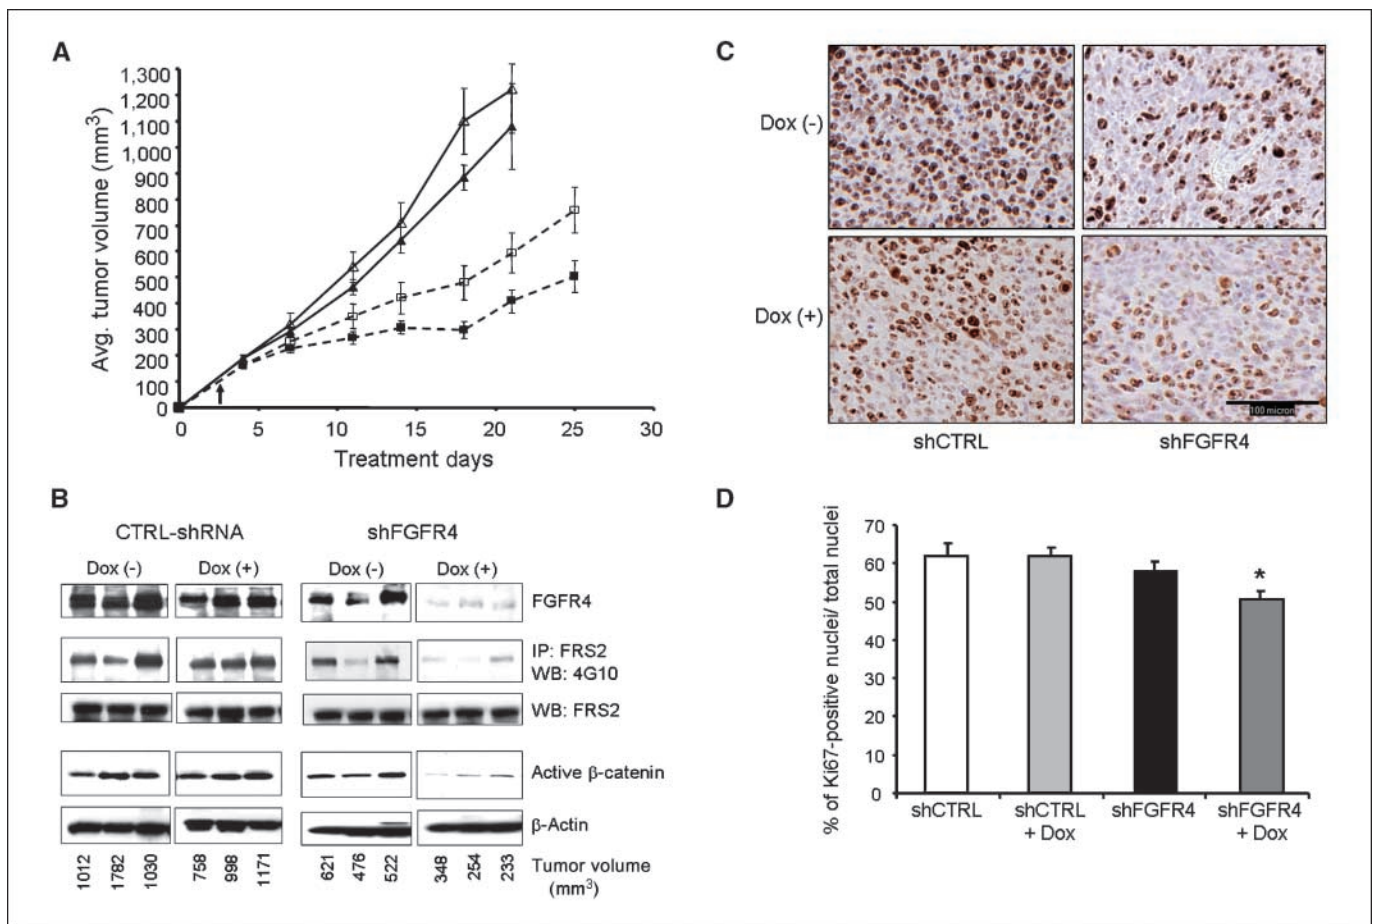 A
1,300
1,200
1,100
1,000
900
800
700
600
500
400
300
200
100
0
Avg. tumor volume (mm3)
0 5 10 15 20 25 30
Treatment days
B
CTRL-shRNA shFGFR4
Dox (-) Dox (+) Dox (-) Dox (+)
FGFR4
IP: FRS2
WB: 4G10
WB: FRS2
Active β-catenin
β-Actin
1012 1782 1030 758 998 1171 621 476 522 348 254 233
Tumor volume
(mm3)
C
Dox (-)
Dox (+)
100 micron
shCTRL shFGFR4
D
% of Ki67-positive nuclei/ total nuclei
70
60
50
40
30
20
10
0
*
shCTRL shCTRL + Dox shFGFR4 shFGFR4 + Dox